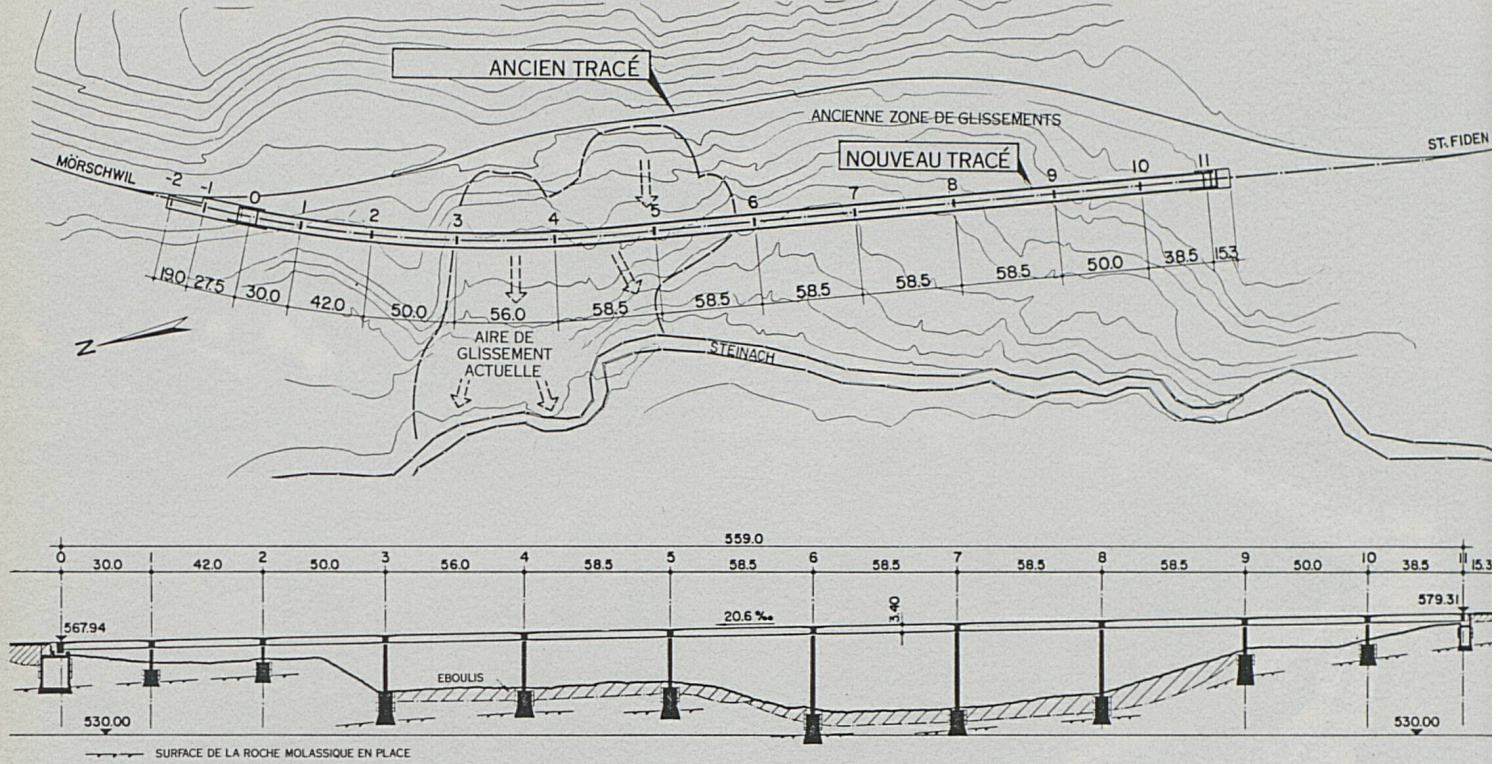 ANCIEN TRACÉ
ANCIENNE ZONE DE GLISSEMENTS
ST. FIDEN
NOUVEAU TRACÉ
MÖRSCHWIL
-2 -1 0 1 2 3 4 5 6 7 8 9 10 11
19.0 27.5 30.0 42.0 50.0 56.0 58.5 58.5 58.5 58.5 58.5 50.0 38.5 15.3
N
AIRE DE
GLISSEMENT
ACTUELLE
STEINACH
559.0
0 1 2 3 4 5 6 7 8 9 10 11
30.0 42.0 50.0 56.0 58.5 58.5 58.5 58.5 58.5 50.0 38.5 15.3
567.94
20.6 ‰
3.40
579.31
EBOULIS
530.00
530.00
SURFACE DE LA ROCHE MOLASSIQUE EN PLACE